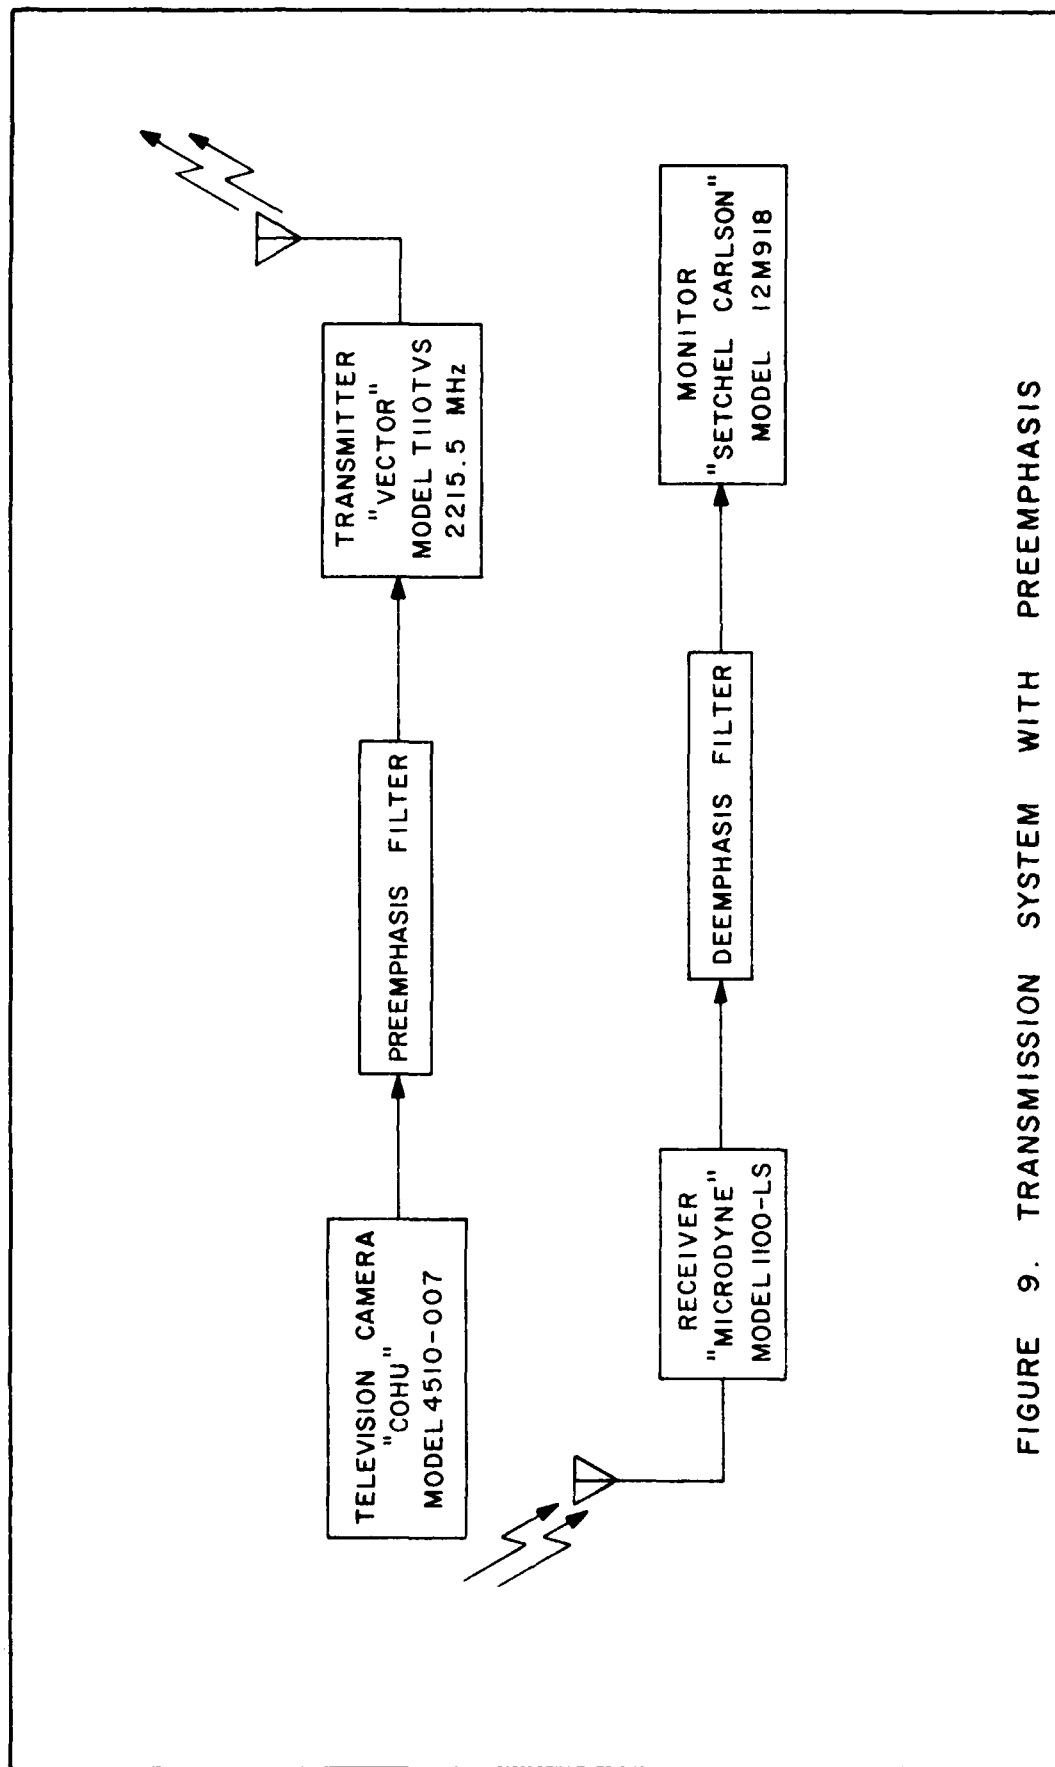 TELEVISION CAMERA
"COHU"
MODEL 4510-007
PREEMPHASIS FILTER
TRANSMITTER
"VECTOR"
MODEL T110TVS
2215.5 MHz
RECEIVER
"MICRODYNE"
MODEL 1100-LS
DEEMPHASIS FILTER
MONITOR
"SETCHEL CARLSON"
MODEL 12M918
FIGURE 9. TRANSMISSION SYSTEM WITH PREEMPHASIS